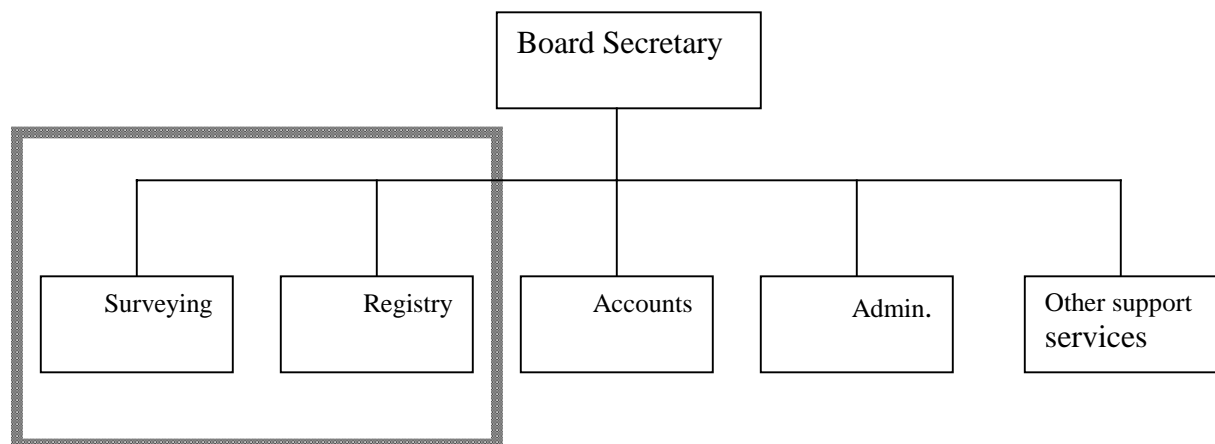 Board Secretary
Surveying
Registry
Accounts
Admin.
Other support
services